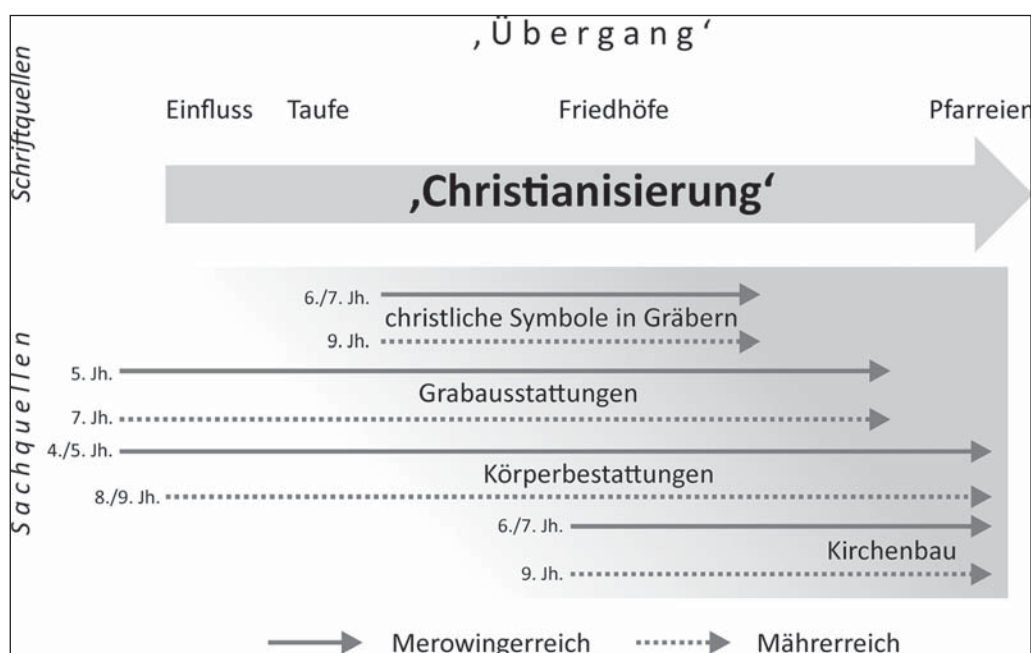 ‚Übergang‘
Schriftquellen
Einfluss Taufe Friedhöfe Pfarreien
‚Christianisierung‘
Sachquellen
6./7. Jh.
christliche Symbole in Gräbern
9. Jh.
5. Jh.
Grabausstattungen
7. Jh.
4./5. Jh.
Körperbestattungen
8./9. Jh.
6./7. Jh.
Kirchenbau
9. Jh.
Merowingerreich Mährerreich